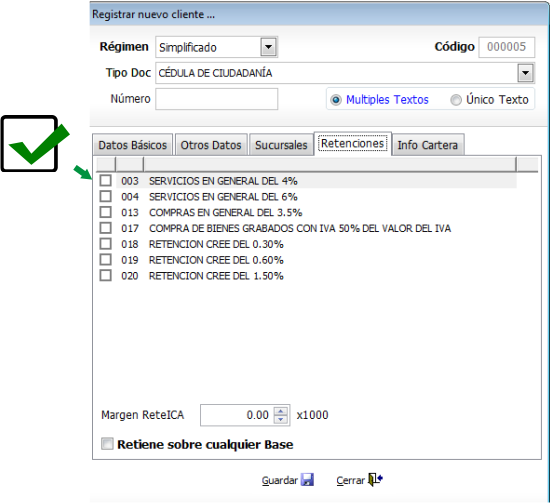 Registrar nuevo cliente ...
Régimen Simplificado Código 000005
Tipo Doc CÉDULA DE CIUDADANÍA
Número Multiples Textos Único Texto
Datos Básicos Otros Datos Sucursales Retenciones Info Cartera
003 SERVICIOS EN GENERAL DEL 4%
004 SERVICIOS EN GENERAL DEL 6%
013 COMPRAS EN GENERAL DEL 3.5%
017 COMPRA DE BIENES GRABADOS CON IVA 50% DEL VALOR DEL IVA
018 RETENCION CREE DEL 0.30%
019 RETENCION CREE DEL 0.60%
020 RETENCION CREE DEL 1.50%
Margen ReteICA 0.00 x1000
Retiene sobre cualquier Base
Guardar Cerrar